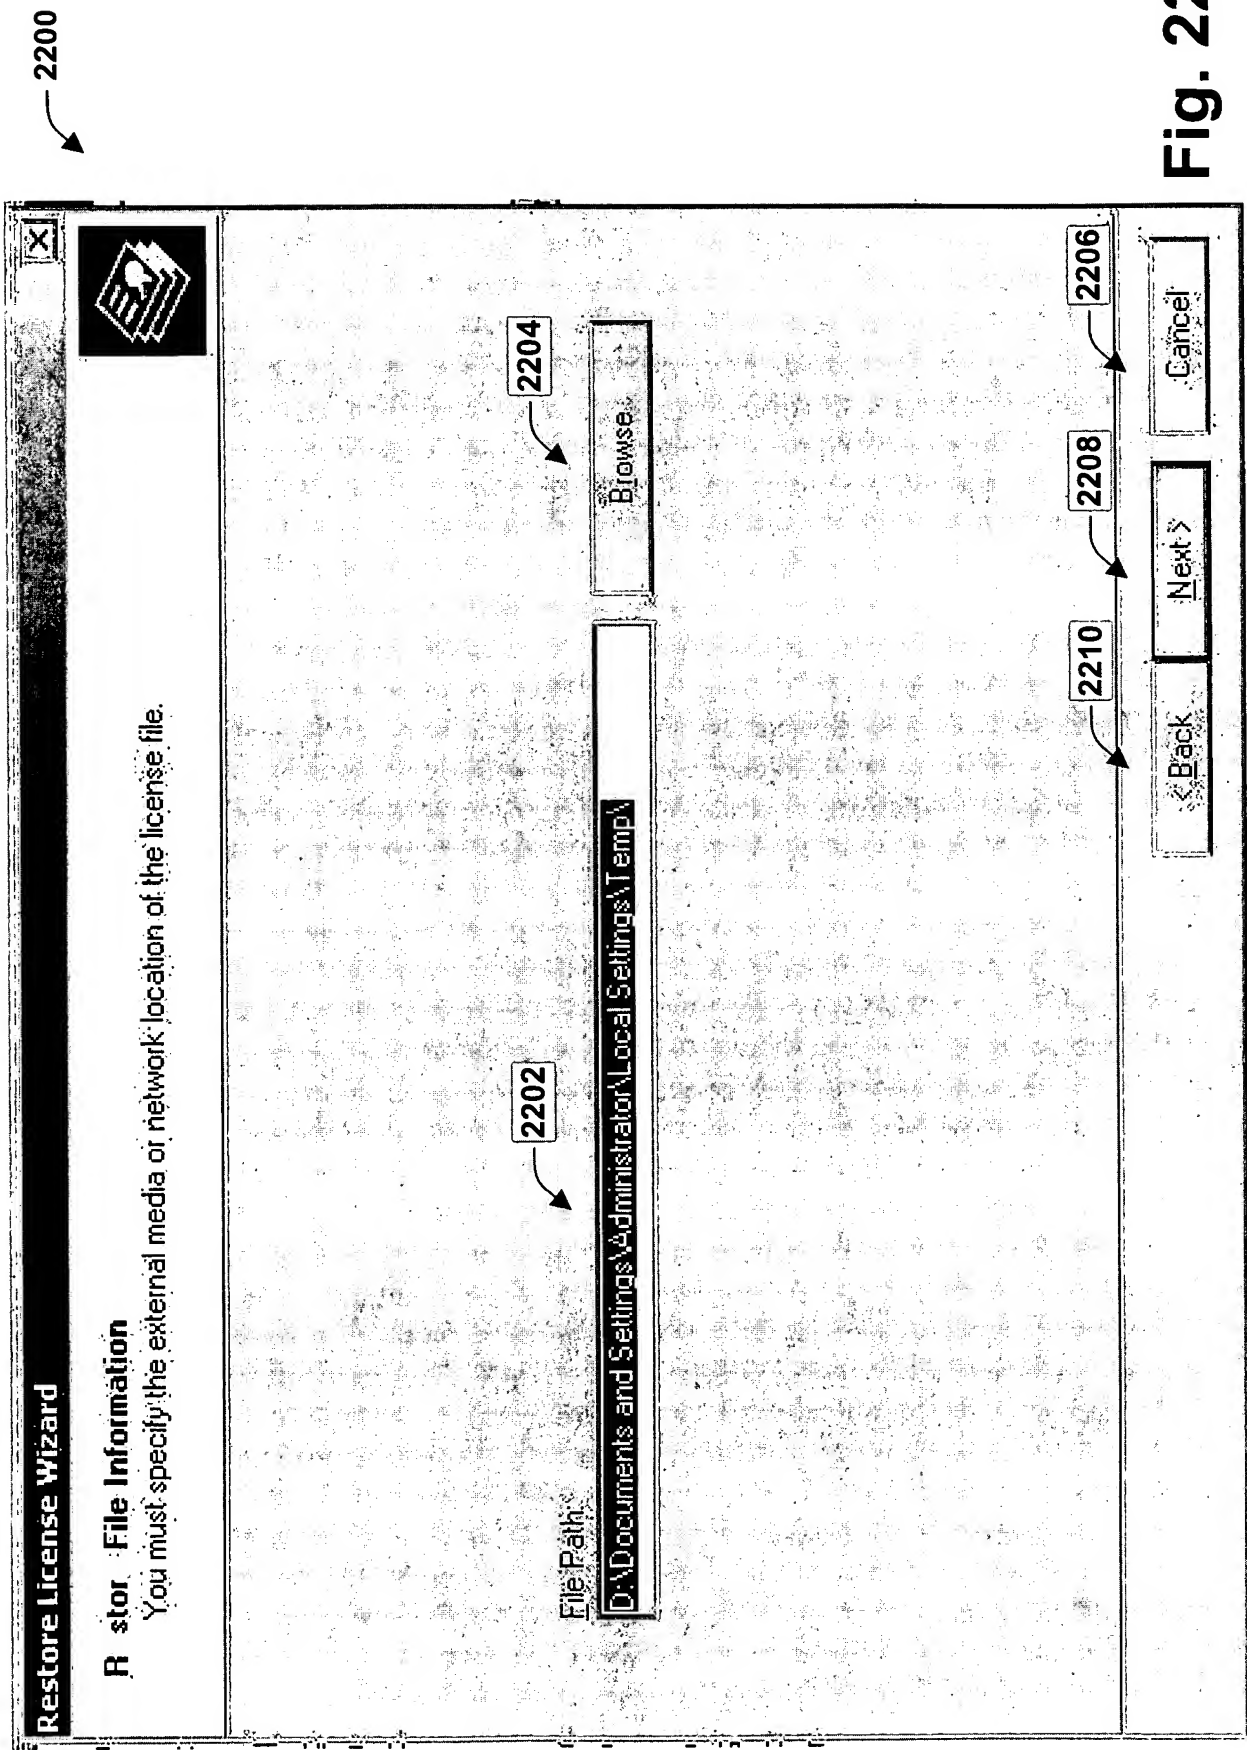 2200
Restore License Wizard
R stor File Information
You must specify the external media or network location of the license file.
2202
2204
File Path:
D:\Documents and Settings\Administrator\Local Settings\Temp\
Browse...
2210
2208
2206
< Back
Next >
Cancel
Fig. 22